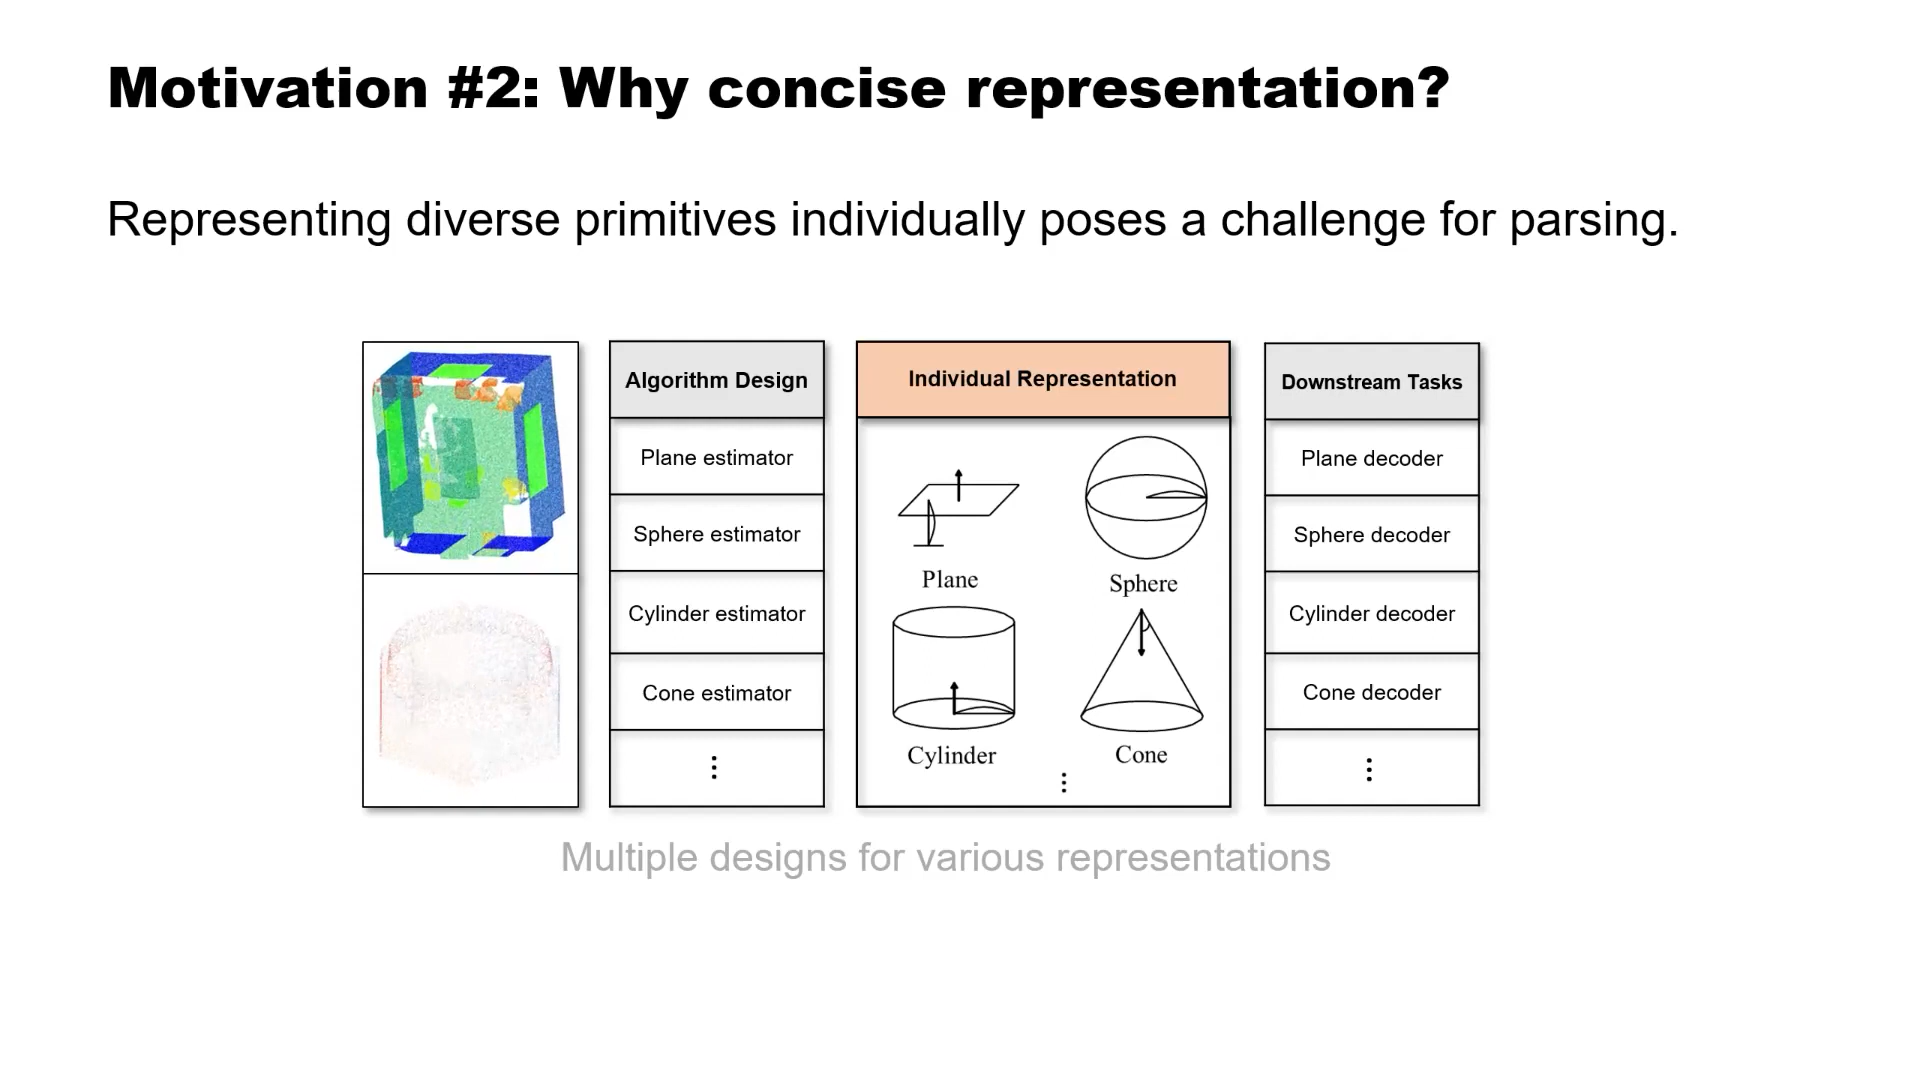 Motivation #2: Why concise representation?
Representing diverse primitives individually poses a challenge for parsing.
Algorithm Design
Plane estimator
Sphere estimator
Cylinder estimator
Cone estimator
⋮
Individual Representation
Plane
Sphere
Cylinder
Cone
⋮
Downstream Tasks
Plane decoder
Sphere decoder
Cylinder decoder
Cone decoder
⋮
Multiple designs for various representations